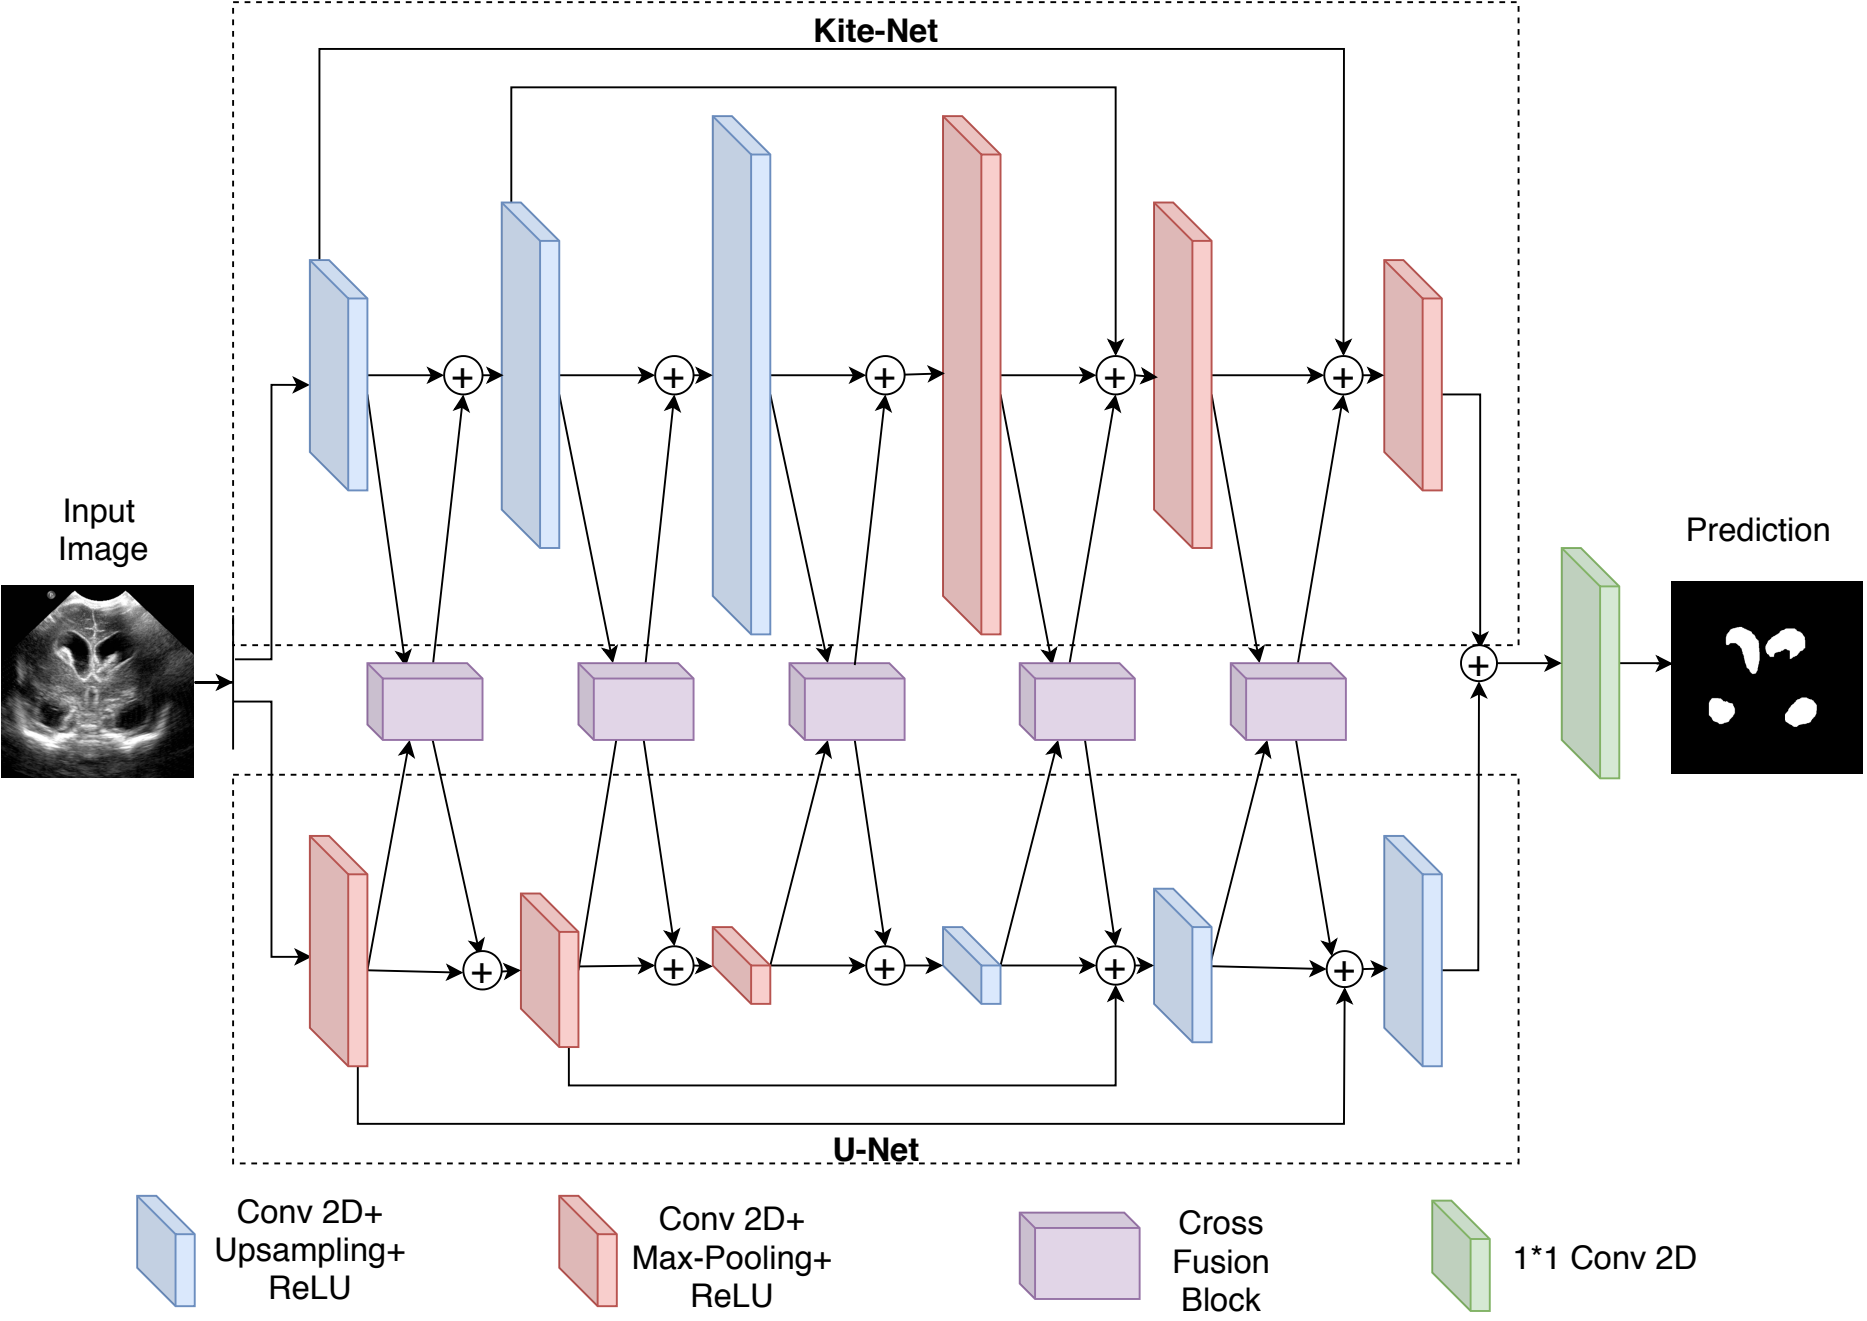 Kite-Net
Input
Image
Prediction
U-Net
Conv 2D+
Upsampling+
ReLU
Conv 2D+
Max-Pooling+
ReLU
Cross
Fusion
Block
1*1 Conv 2D